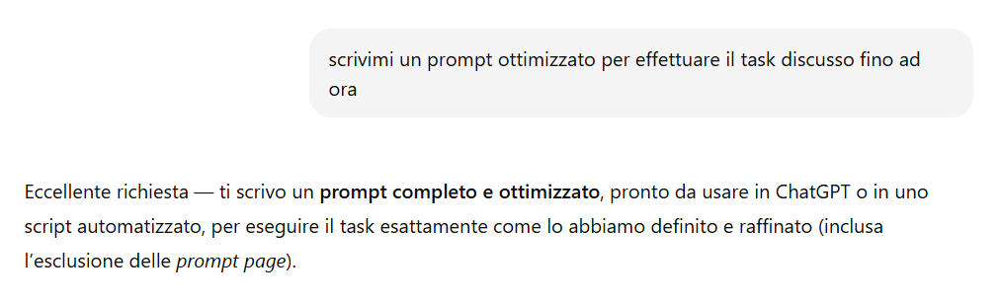 scrivimi un prompt ottimizzato per effettuare il task discusso fino ad
ora
Eccellente richiesta — ti scrivo un prompt completo e ottimizzato, pronto da usare in ChatGPT o in uno
script automatizzato, per eseguire il task esattamente come lo abbiamo definito e raffinato (inclusa
l’esclusione delle prompt page).